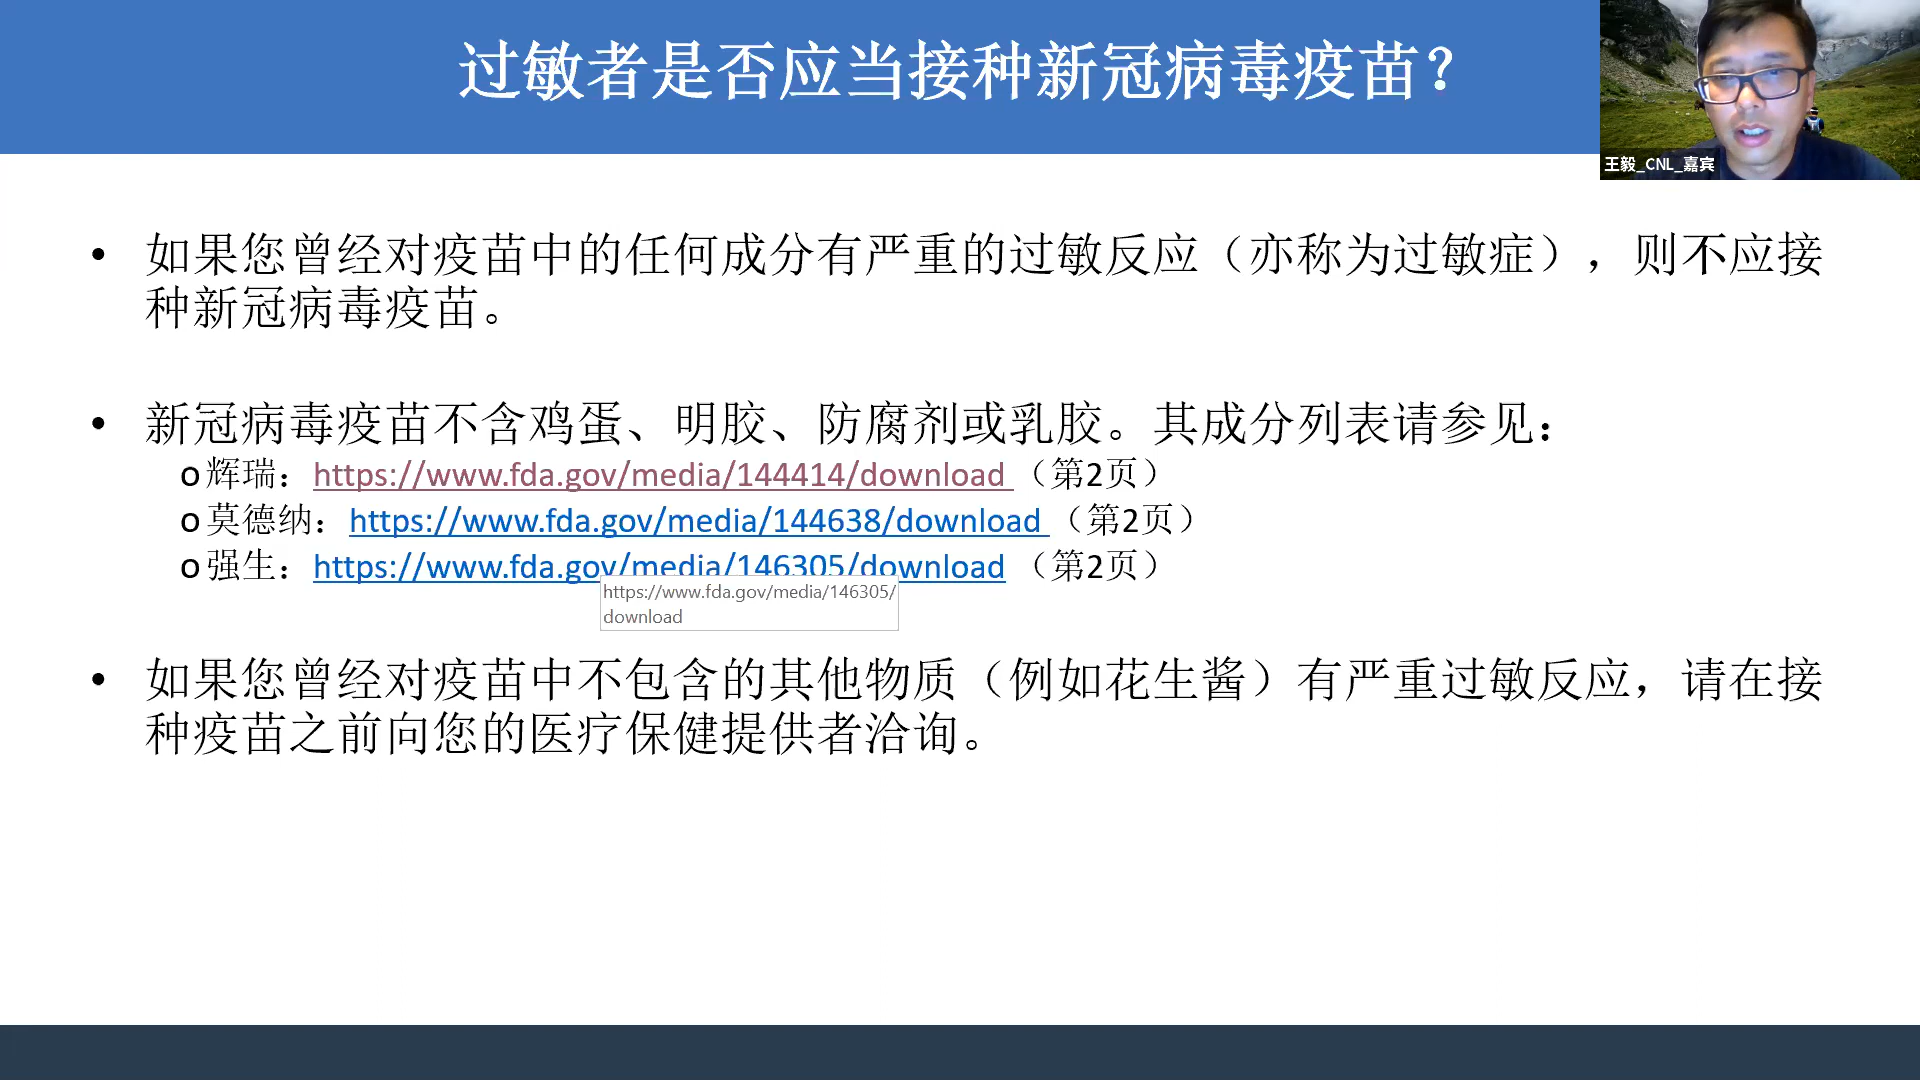 过敏者是否应当接种新冠病毒疫苗？
王毅_CNL_嘉宾
• 如果您曾经对疫苗中的任何成分有严重的过敏反应（亦称为过敏症），则不应接
种新冠病毒疫苗。
• 新冠病毒疫苗不含鸡蛋、明胶、防腐剂或乳胶。其成分列表请参见：
o 辉瑞：https://www.fda.gov/media/144414/download （第2页）
o 莫德纳：https://www.fda.gov/media/144638/download （第2页）
o 强生：https://www.fda.gov/media/146305/download （第2页）
https://www.fda.gov/media/146305/
download
• 如果您曾经对疫苗中不包含的其他物质（例如花生酱）有严重过敏反应，请在接
种疫苗之前向您的医疗保健提供者洽询。